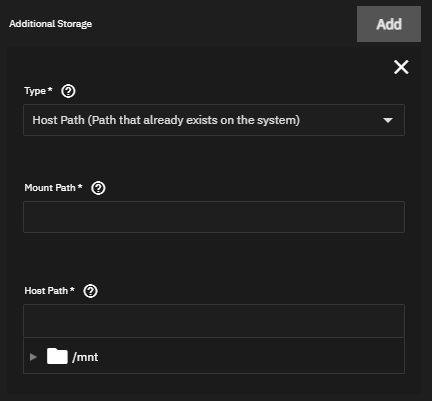 Additional Storage
Add
Type *
Host Path (Path that already exists on the system)
Mount Path *
Host Path *
/mnt